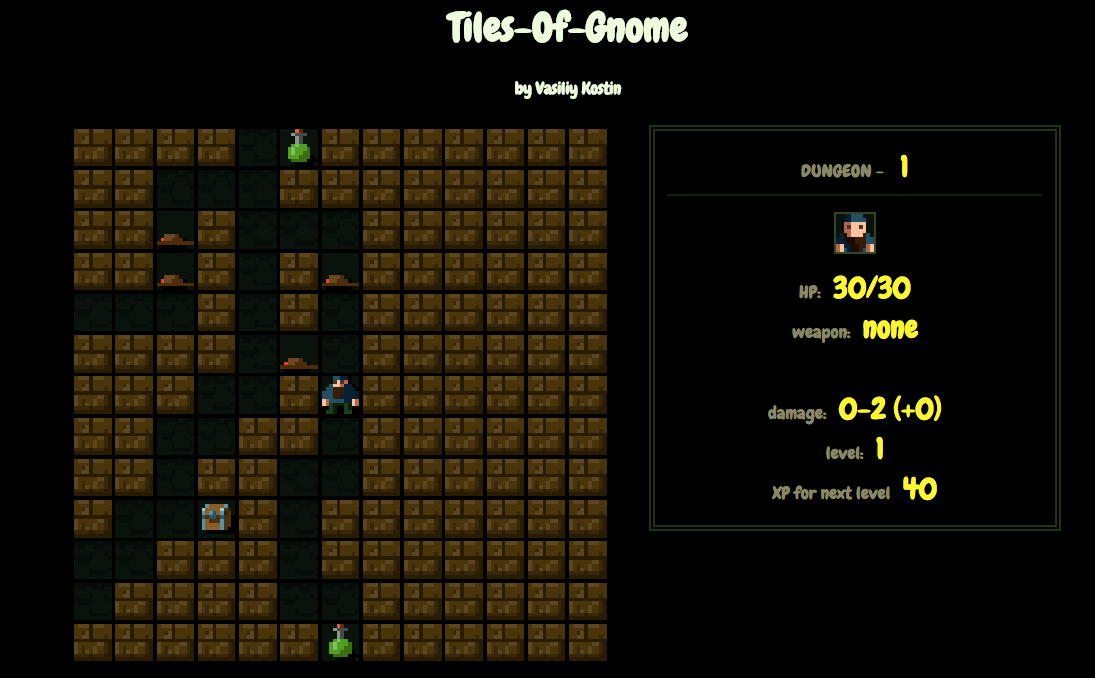 Tiles-Of-Gnome
by Vasiliy Kostin
DUNGEON - 1
HP: 30/30
weapon: none
damage: 0-2 (+0)
level: 1
XP for next level 40